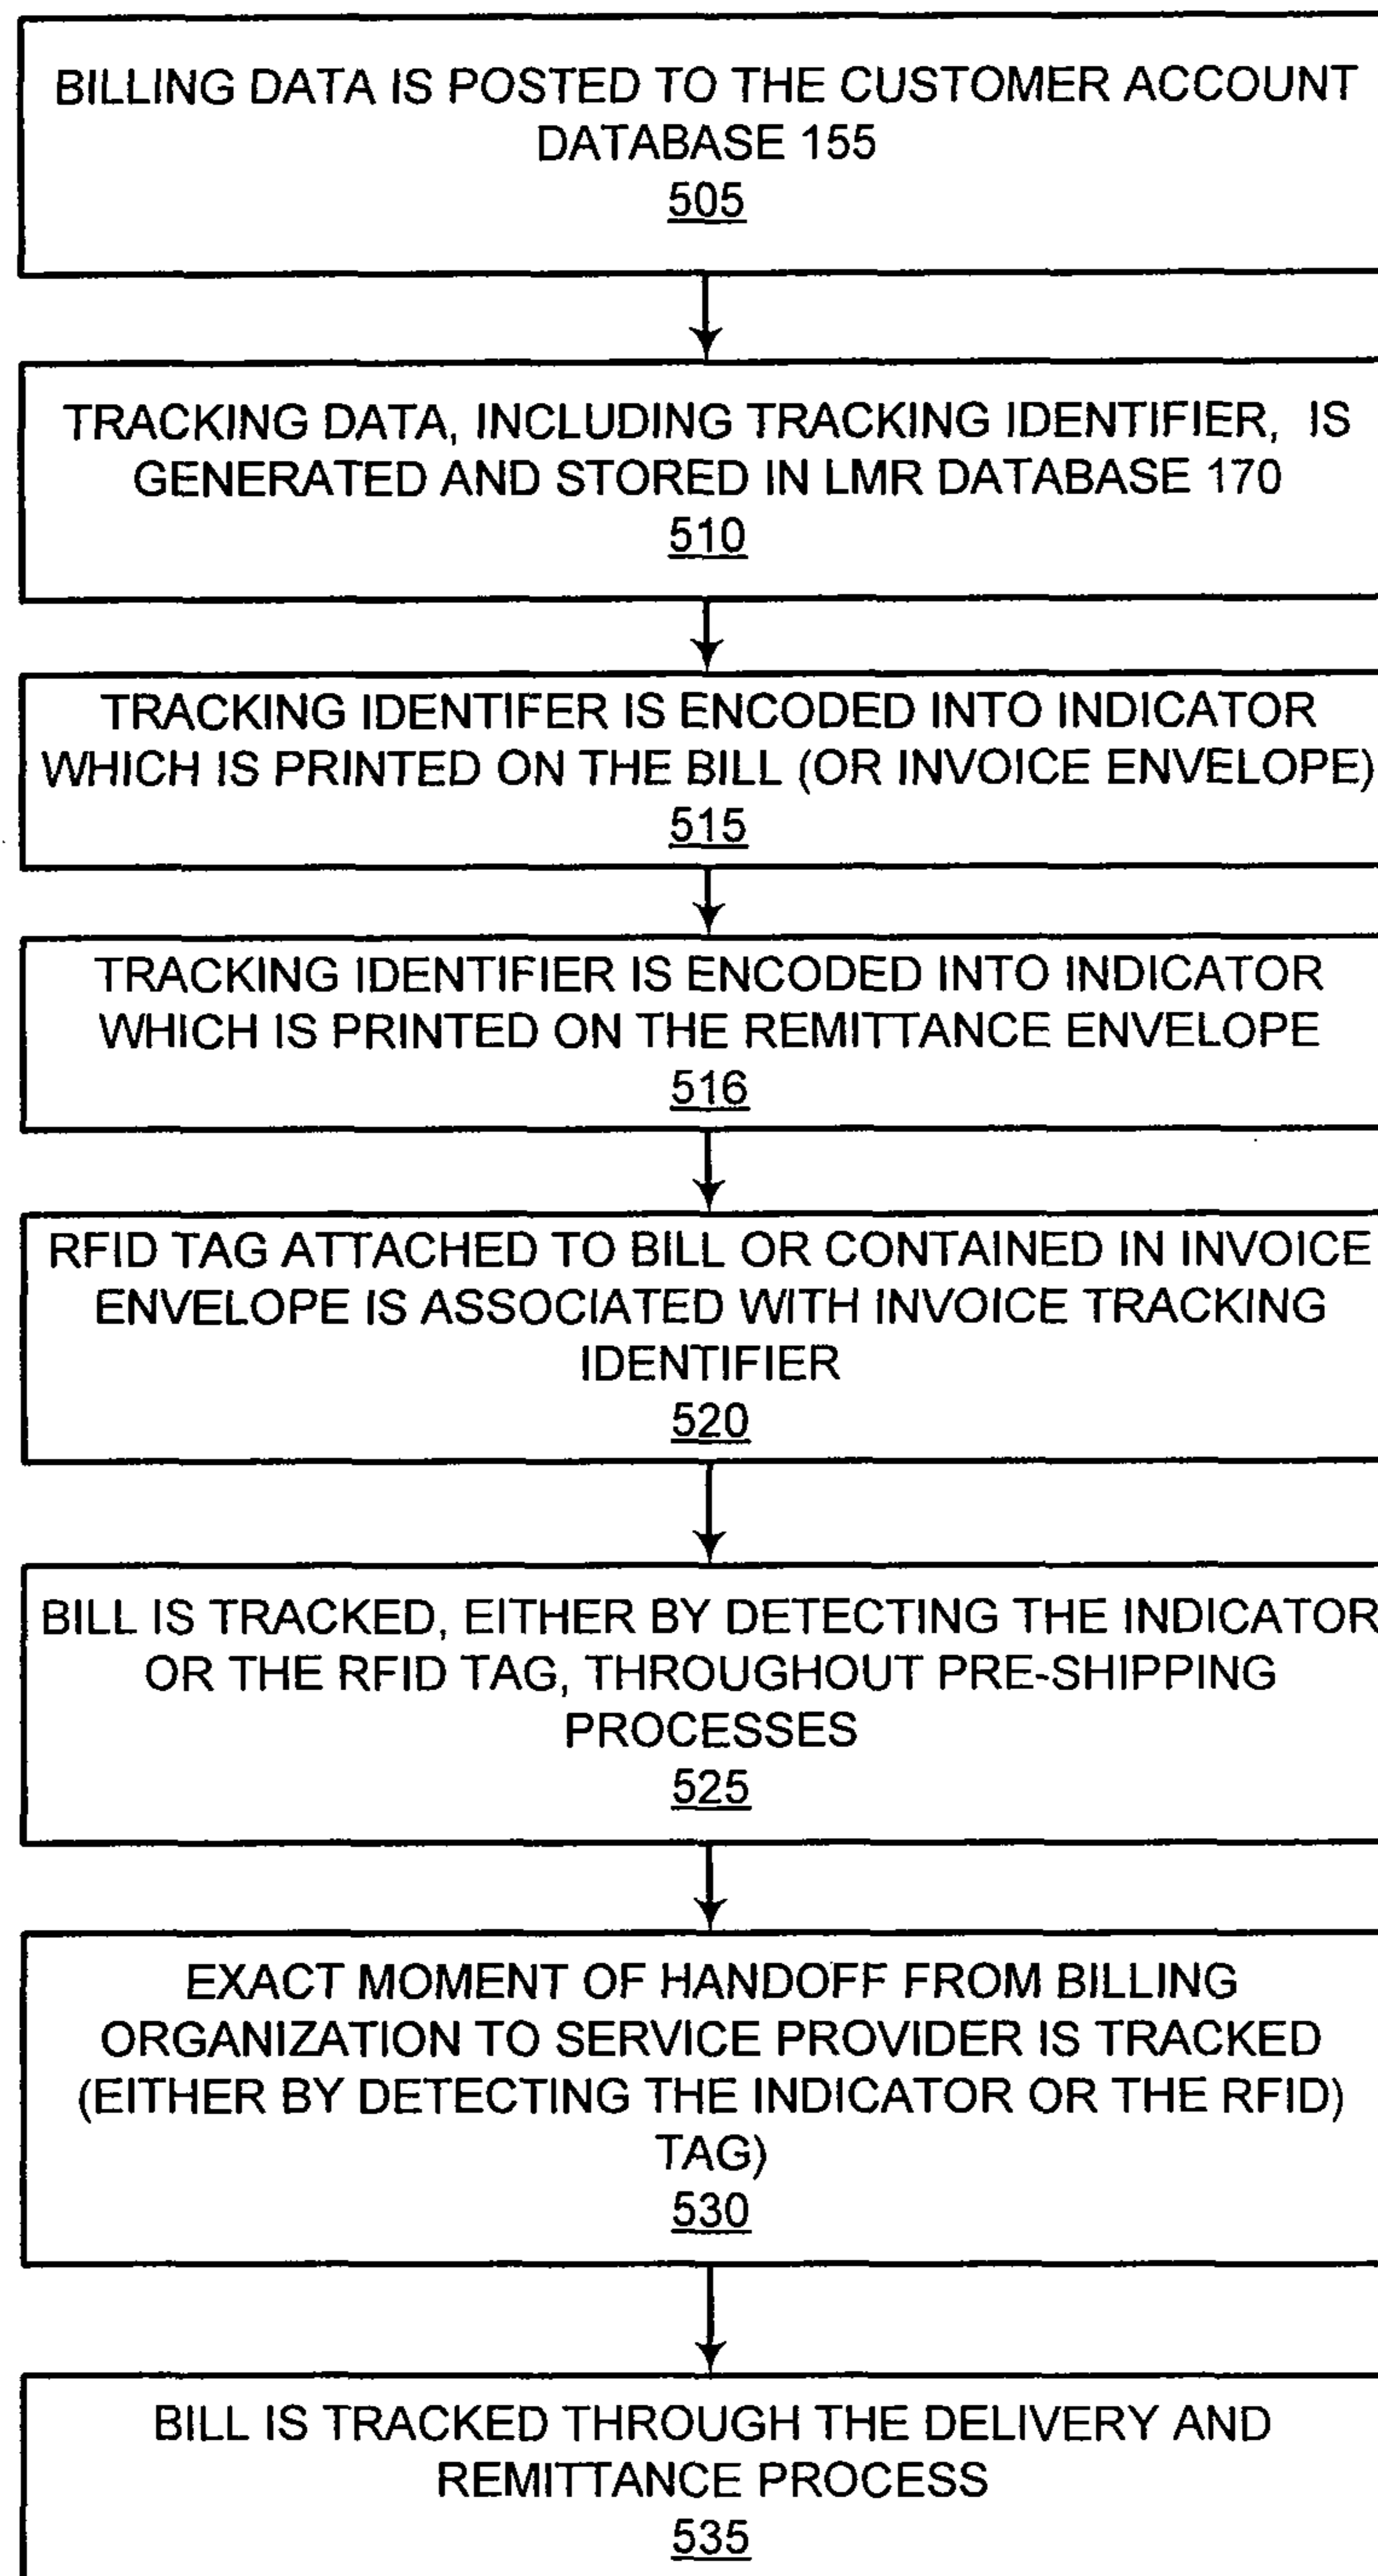 BILLING DATA IS POSTED TO THE CUSTOMER ACCOUNT
DATABASE 155
505
TRACKING DATA, INCLUDING TRACKING IDENTIFIER, IS
GENERATED AND STORED IN LMR DATABASE 170
510
TRACKING IDENTIFER IS ENCODED INTO INDICATOR
WHICH IS PRINTED ON THE BILL (OR INVOICE ENVELOPE)
515
TRACKING IDENTIFIER IS ENCODED INTO INDICATOR
WHICH IS PRINTED ON THE REMITTANCE ENVELOPE
516
RFID TAG ATTACHED TO BILL OR CONTAINED IN INVOICE
ENVELOPE IS ASSOCIATED WITH INVOICE TRACKING
IDENTIFIER
520
BILL IS TRACKED, EITHER BY DETECTING THE INDICATOR
OR THE RFID TAG, THROUGHOUT PRE-SHIPPING
PROCESSES
525
EXACT MOMENT OF HANDOFF FROM BILLING
ORGANIZATION TO SERVICE PROVIDER IS TRACKED
(EITHER BY DETECTING THE INDICATOR OR THE RFID)
TAG)
530
BILL IS TRACKED THROUGH THE DELIVERY AND
REMITTANCE PROCESS
535